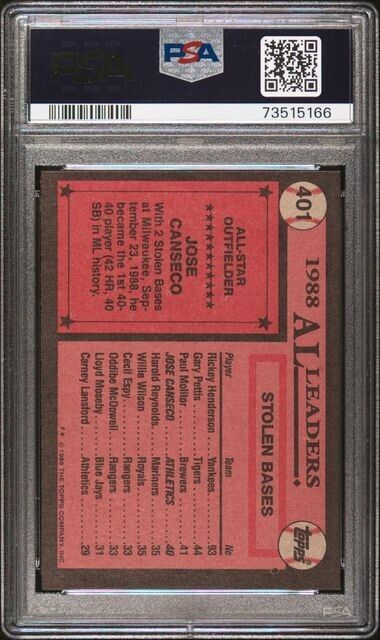 PSA
PSA
73515166
401
1988
AL
LEADERS
Topps®
ALL-STAR
OUTFIELDER
JOSE
CANSECO
With 2 Stolen Bases
at Milwaukee, Sep-
tember 23, 1988, he
became the 1st 40-
40 player (42 HR, 40
SB) in ML history.
STOLEN BASES
Player Team No
Rickey Henderson . . Yankees. . . 93
Gary Pettis . . . . . . Tigers . . . . 44
Paul Molitor . . . . . Brewers . . . 41
JOSE CANSECO . . . . ATHLETICS . . 40
Harold Reynolds . . . Mariners . . . 35
Willie Wilson . . . . Royals . . . . 35
Cecil Espy . . . . . . Rangers . . . 33
Oddibe McDowell . . . Rangers . . . 33
Lloyd Moseby . . . . . Blue Jays . . 31
Carney Lansford . . . Athletics . . 29
© 1989 THE TOPPS COMPANY, INC.
PSA